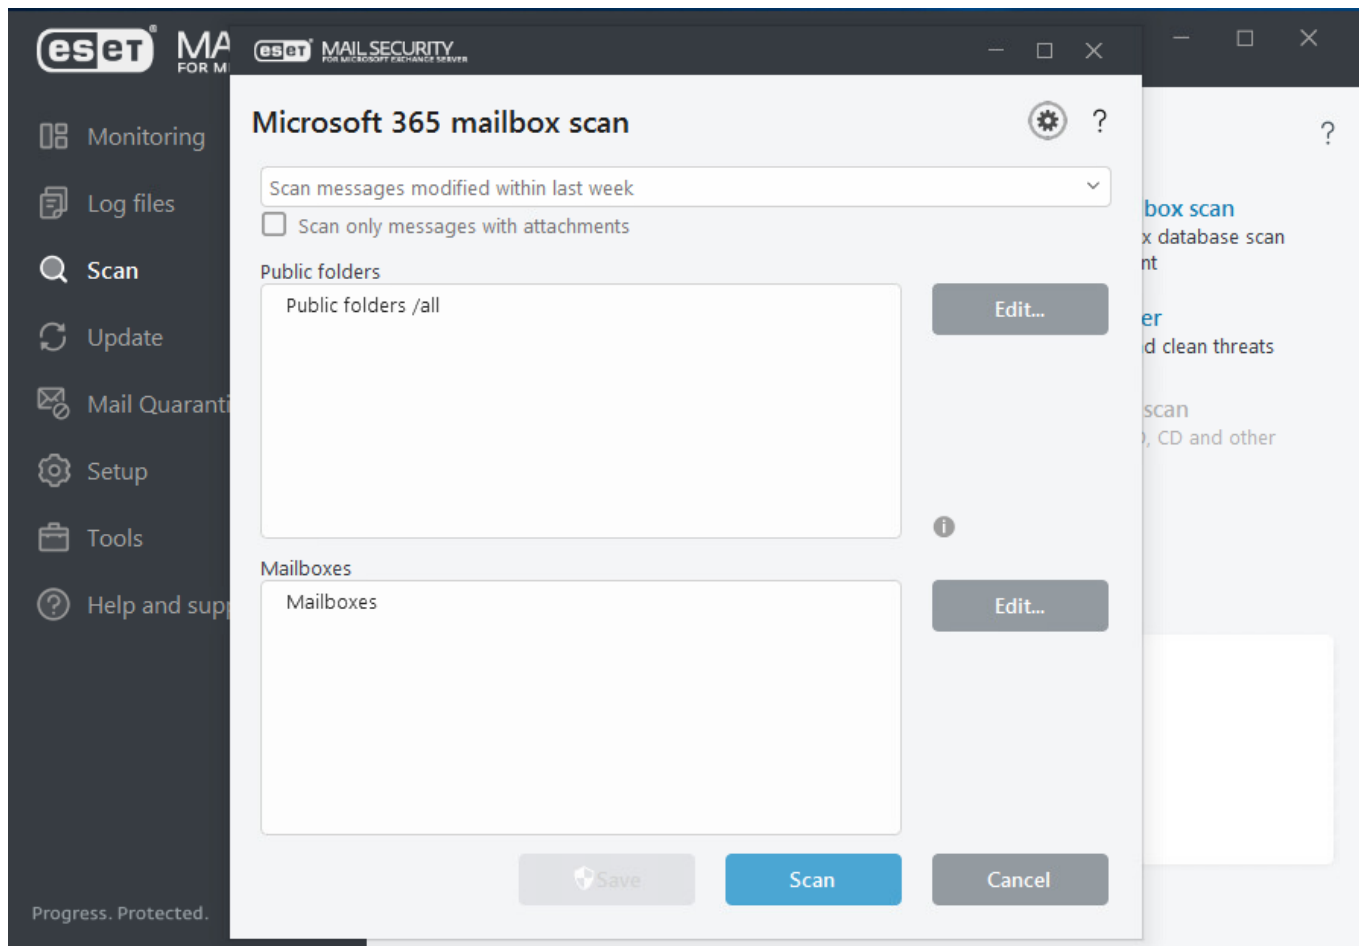 eset MA
FOR M
Monitoring
Log files
Scan
Update
Mail Quaranti
Setup
Tools
Help and supp
Progress. Protected.
eset MAIL SECURITY
FOR MICROSOFT EXCHANGE SERVER
Microsoft 365 mailbox scan
?
Scan messages modified within last week
Scan only messages with attachments
Public folders
Public folders /all
Edit...
Mailboxes
Mailboxes
Edit...
Save
Scan
Cancel
?
box scan
x database scan
nt
er
d clean threats
scan
, CD and other